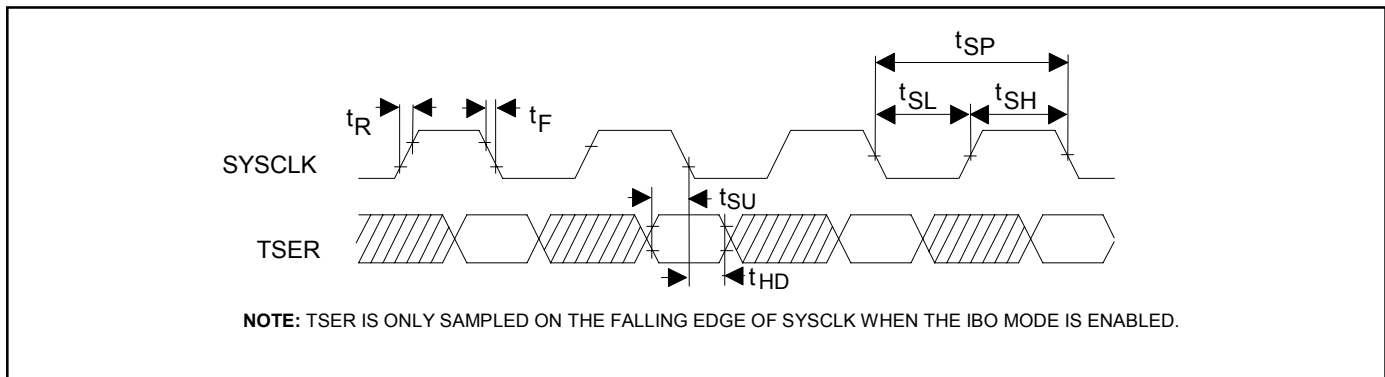 tSP
tSL tSH
tR tF
SYSCLK
tSU
TSER
tHD
NOTE: TSER IS ONLY SAMPLED ON THE FALLING EDGE OF SYSCLK WHEN THE IBO MODE IS ENABLED.